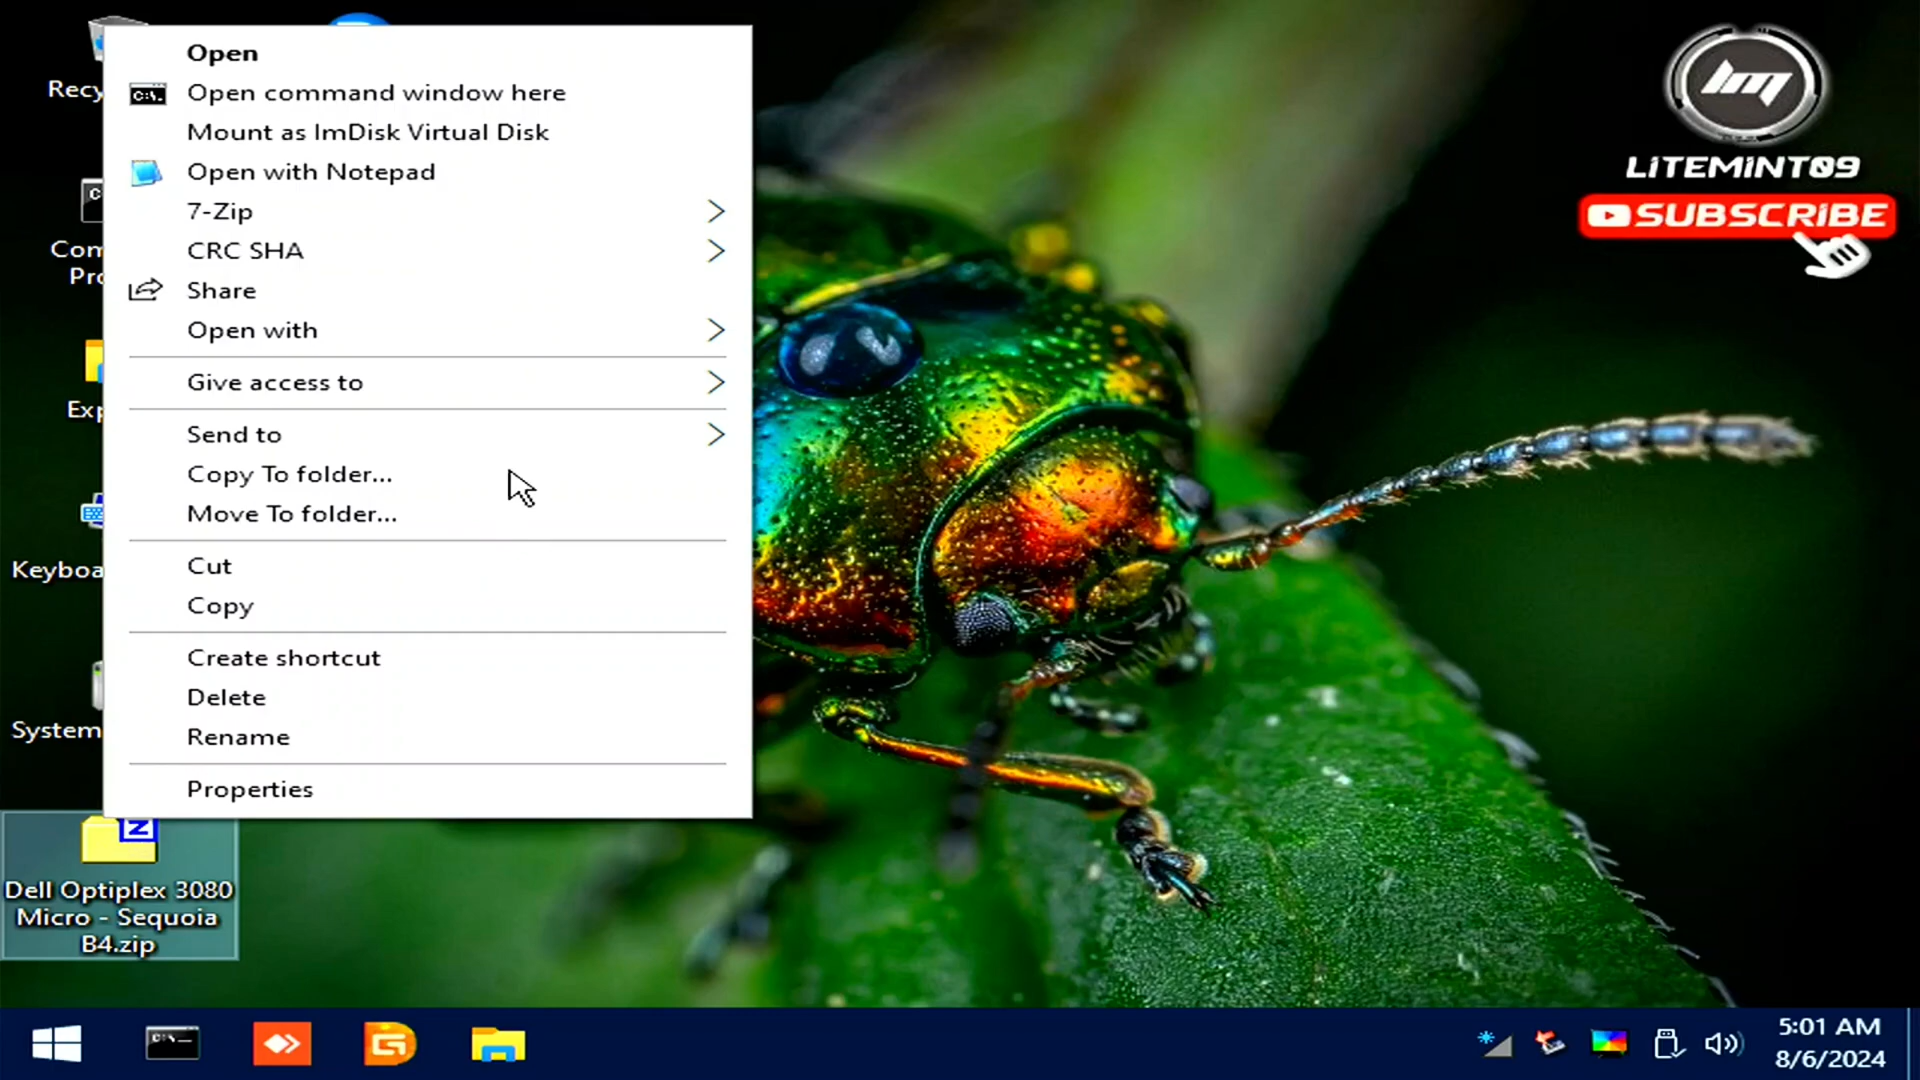 Open
Open command window here
Mount as ImDisk Virtual Disk
Open with Notepad
7-Zip
CRC SHA
Share
Open with
Give access to
Send to
Copy To folder...
Move To folder...
Cut
Copy
Create shortcut
Delete
Rename
Properties
Recy
C:\.
Com
Pro
Exp
Keyboa
System
Dell Optiplex 3080
Micro - Sequoia
B4.zip
lm
LiTEMiNT09
SUBSCRiBE
5:01 AM
8/6/2024